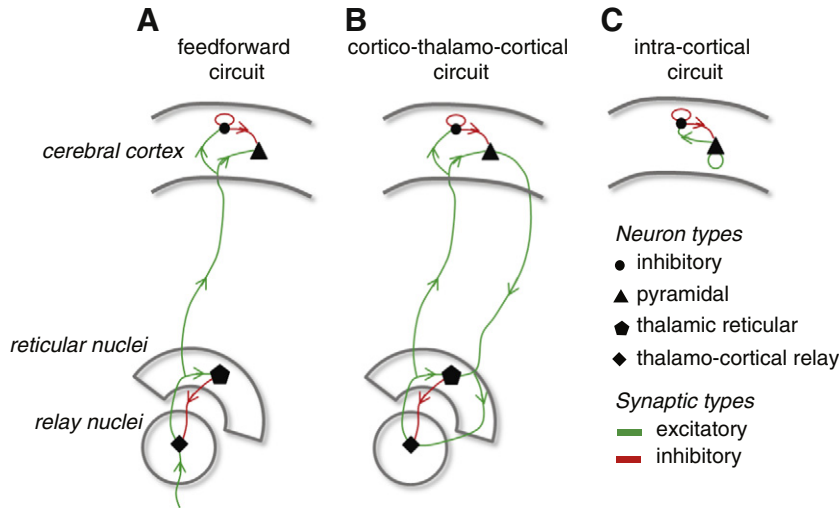 A
feedforward
circuit
B
cortico-thalamo-cortical
circuit
C
intra-cortical
circuit
cerebral cortex
reticular nuclei
relay nuclei
Neuron types
inhibitory
pyramidal
thalamic reticular
thalamo-cortical relay
Synaptic types
excitatory
inhibitory